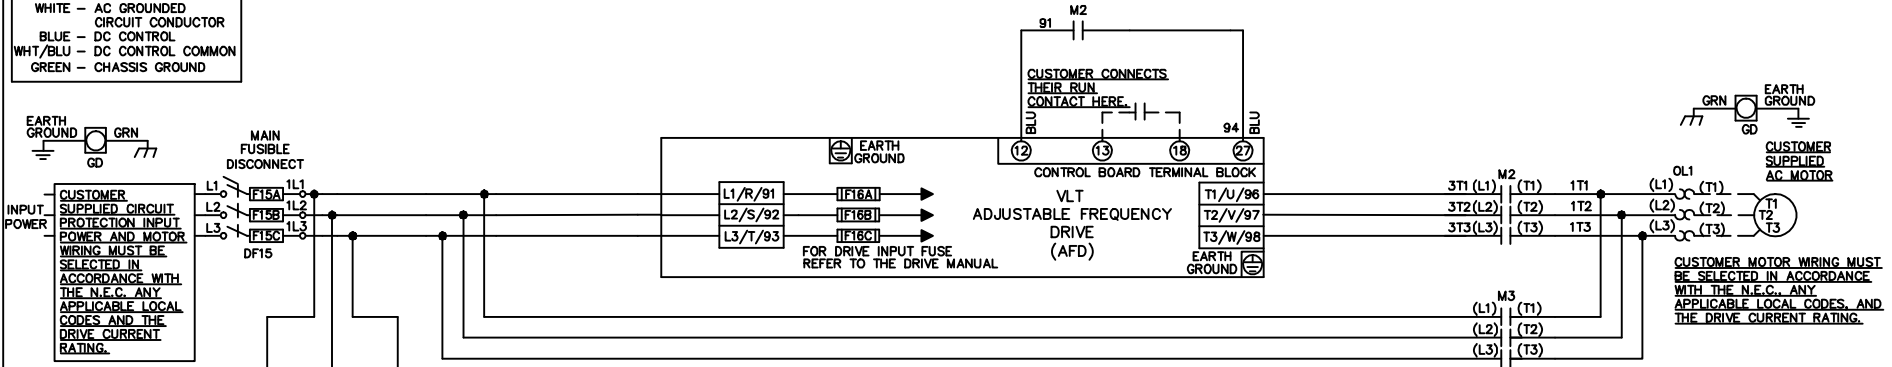 WHITE – AC GROUNDED
CIRCUIT CONDUCTOR
BLUE – DC CONTROL
WHT/BLU – DC CONTROL COMMON
GREEN – CHASSIS GROUND
EARTH
GROUND
GRN
GD
MAIN
FUSIBLE
DISCONNECT
INPUT
POWER
CUSTOMER
SUPPLIED CIRCUIT
PROTECTION INPUT
POWER AND MOTOR
WIRING MUST BE
SELECTED IN
ACCORDANCE WITH
THE N.E.C. ANY
APPLICABLE LOCAL
CODES AND THE
DRIVE CURRENT
RATING.
L1 F15A 1L1
L2 F15B 1L2
L3 F15C 1L3
DF15
M2
91
CUSTOMER CONNECTS
THEIR RUN
CONTACT HERE.
BLU
94 BLU
12 13 18 27
CONTROL BOARD TERMINAL BLOCK
EARTH
GROUND
L1/R/91 F16A
L2/S/92 F16B
L3/T/93 F16C
FOR DRIVE INPUT FUSE
REFER TO THE DRIVE MANUAL
VLT
ADJUSTABLE FREQUENCY
DRIVE
(AFD)
T1/U/96
T2/V/97
T3/W/98
EARTH
GROUND
M2
3T1 (L1) (T1) 1T1
3T2(L2) (T2) 1T2
3T3(L3) (T3) 1T3
M3
(L1) (T1)
(L2) (T2)
(L3) (T3)
GRN
GD
EARTH
GROUND
CUSTOMER
SUPPLIED
AC MOTOR
OL1
(L1) (T1)
(L2) (T2)
(L3) (T3)
T1
T2
T3
CUSTOMER MOTOR WIRING MUST
BE SELECTED IN ACCORDANCE
WITH THE N.E.C., ANY
APPLICABLE LOCAL CODES, AND
THE DRIVE CURRENT RATING.